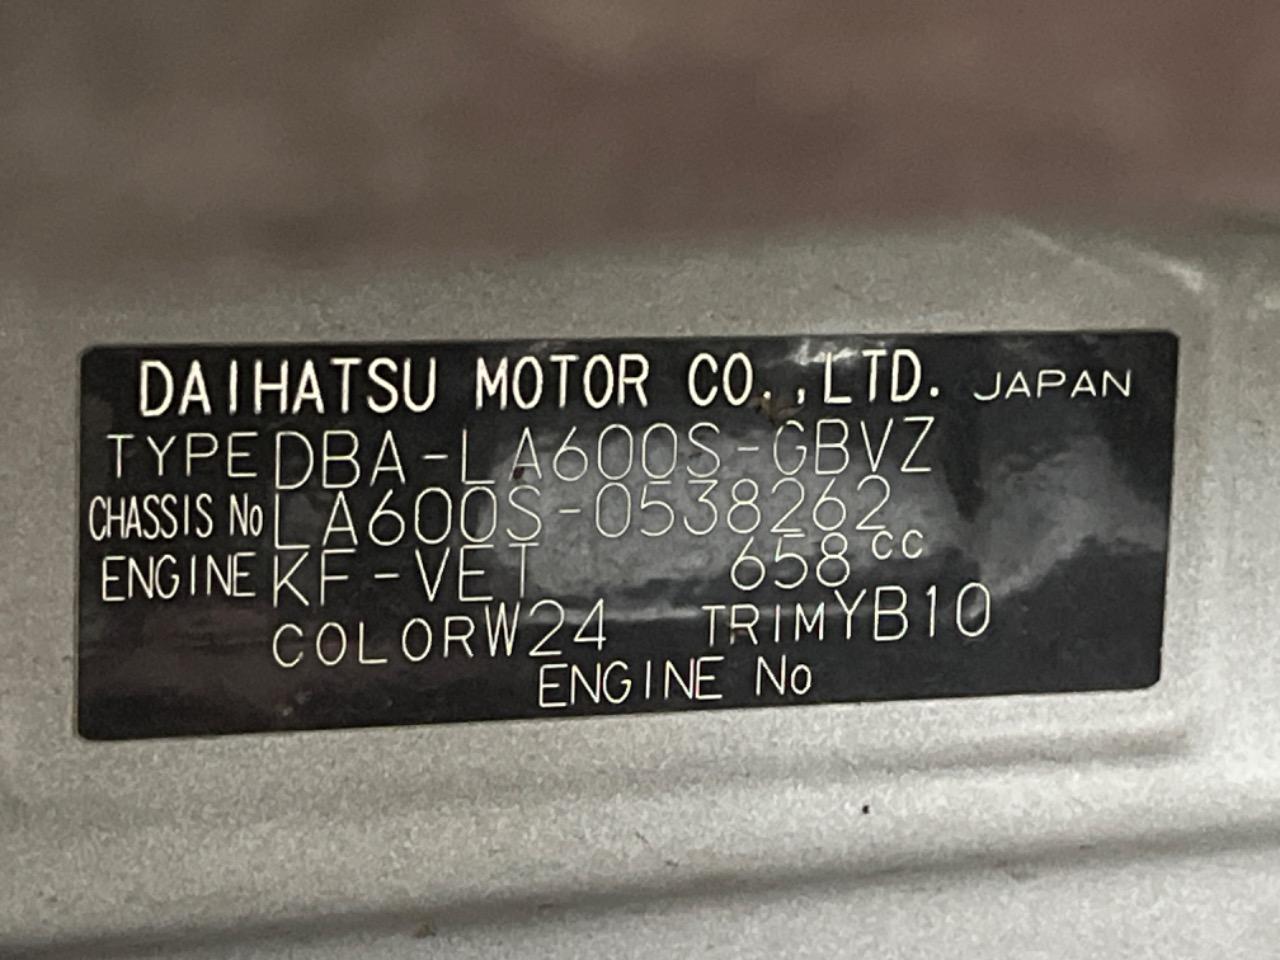 DAIHATSU MOTOR CO.,LTD. JAPAN
TYPE DBA-LA600S-GBVZ
CHASSIS No LA600S-0538262
ENGINE KF-VET 658cc
COLOR W24 TRIM YB10
ENGINE No